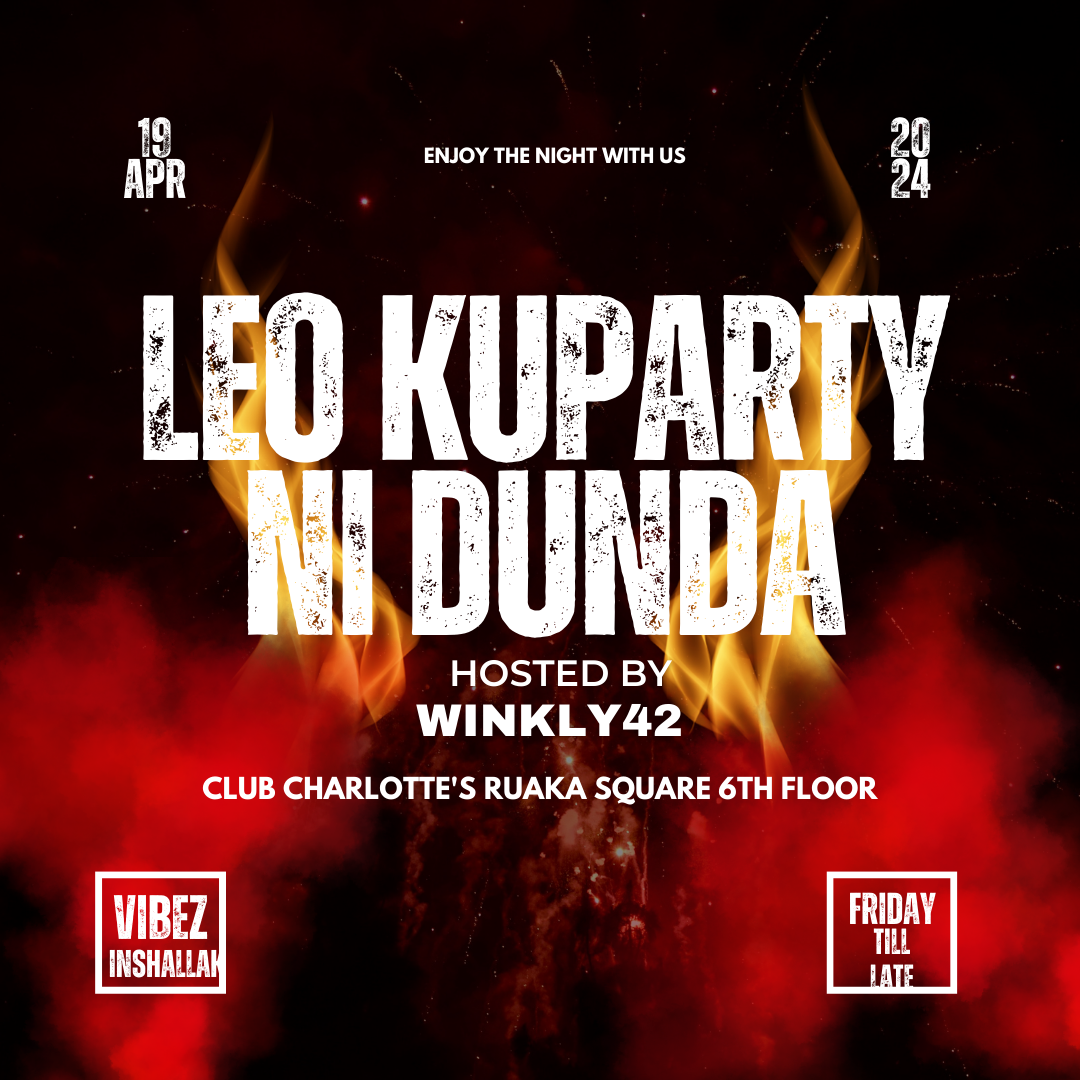 19
APR
ENJOY THE NIGHT WITH US
20
24
LEO KUPARTY
NI DUNDA
HOSTED BY
WINKLY42
CLUB CHARLOTTE'S RUAKA SQUARE 6TH FLOOR
VIBEZ
INSHALLAH
FRIDAY
TILL
LATE